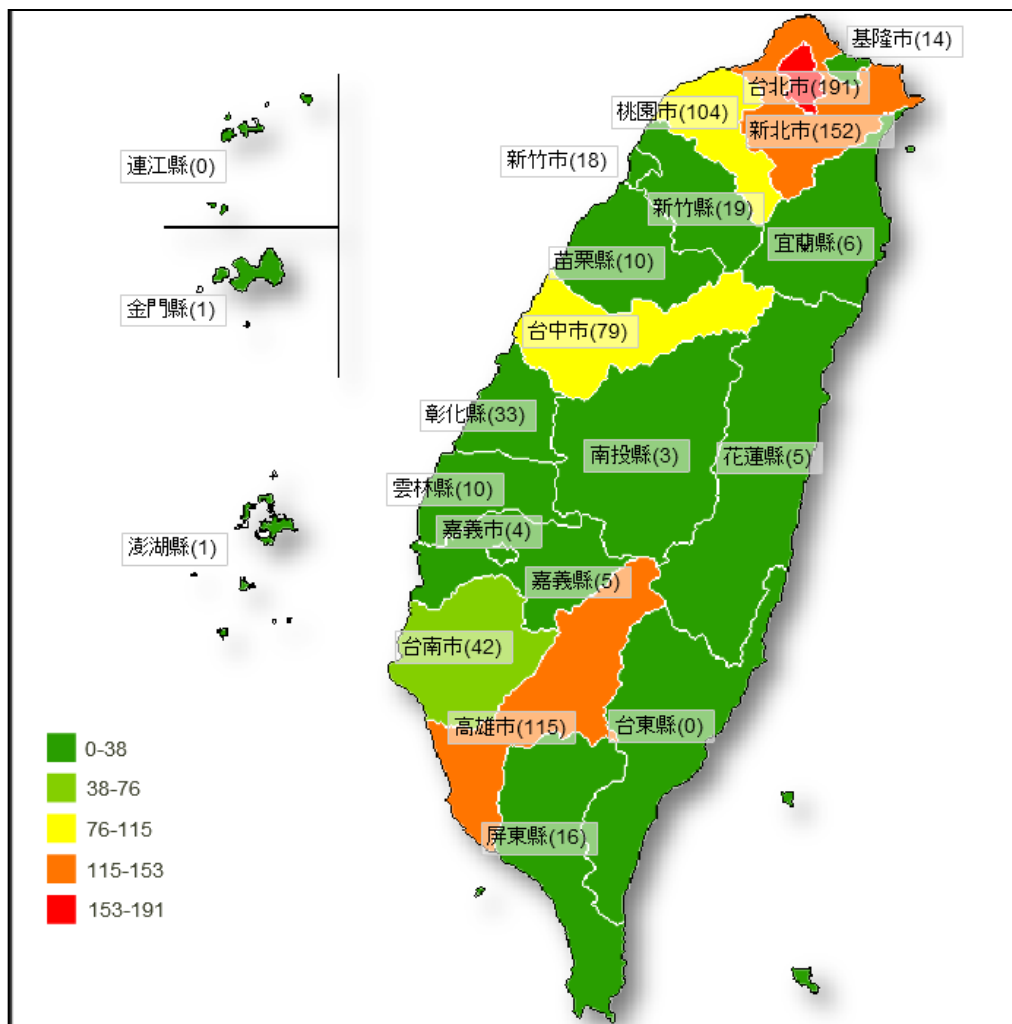 基隆市(14)
台北市(191)
桃園市(104)
新北市(152)
新竹市(18)
連江縣(0)
新竹縣(19)
宜蘭縣(6)
苗栗縣(10)
金門縣(1)
台中市(79)
彰化縣(33)
南投縣(3)
花蓮縣(5)
雲林縣(10)
嘉義市(4)
澎湖縣(1)
嘉義縣(5)
台南市(42)
高雄市(115)
台東縣(0)
屏東縣(16)
0-38
38-76
76-115
115-153
153-191